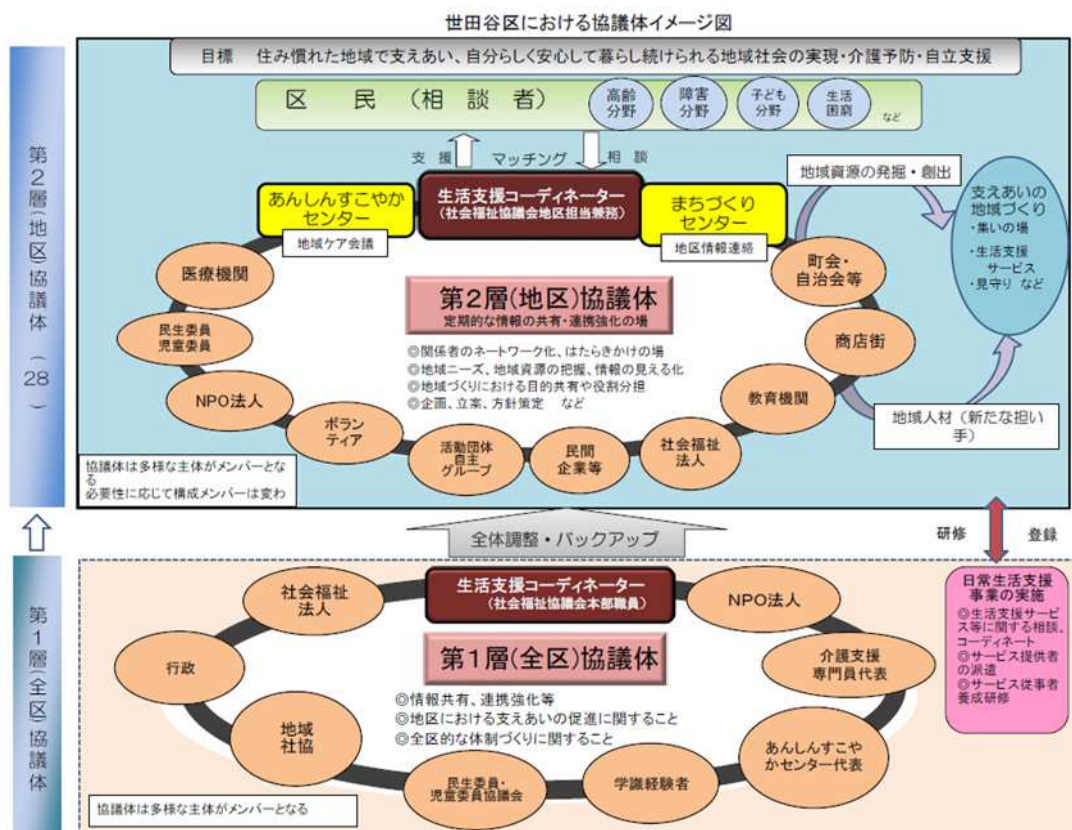 世田谷区における協議体イメージ図
第2層(地区)協議体 (28)
目標 住み慣れた地域で支えあい、自分らしく安心して暮らし続けられる地域社会の実現・介護予防・自立支援
区 民 (相 談 者)
高齢
分野
障害
分野
子ども
分野
生活
困窮
など
支援
マッチング
相談
あんしんすこやか
センター
地域ケア会議
生活支援コーディネーター
(社会福祉協議会地区担当兼務)
まちづくり
センター
地区情報連絡
地域資源の発掘・創出
支えあいの
地域づくり
・集いの場
・生活支援
サービス
・見守り など
医療機関
民生委員
児童委員
NPO法人
ボラン
ティア
活動団体
自主
グループ
民間
企業等
社会福祉
法人
教育機関
商店街
町会・
自治会等
第2層(地区)協議体
定期的な情報の共有・連携強化の場
◎関係者のネットワーク化、はたらきかけの場
◎地域ニーズ、地域資源の把握、情報の見える化
◎地域づくりにおける目的共有や役割分担
◎企画、立案、方針策定 など
地域人材(新たな担い
手)
協議体は多様な主体がメンバーとな
る
必要性に応じて構成メンバーは変わ
全体調整・バックアップ
研修
登録
第1層(全区)協議体
生活支援コーディネーター
(社会福祉協議会本部職員)
社会福祉
法人
行政
地域
社協
民生委員・
児童委員協議会
学識経験者
あんしんすこや
かセンター代表
介護支援
専門員代表
NPO法人
第1層(全区)協議体
◎情報共有、連携強化等
◎地区における支えあいの促進に関すること
◎全区的な体制づくりに関すること
協議体は多様な主体がメンバーとなる
日常生活支援
事業の実施
◎生活支援サービ
ス等に関する相談、
コーディネート
◎サービス提供者
の派遣
◎サービス従事者
養成研修